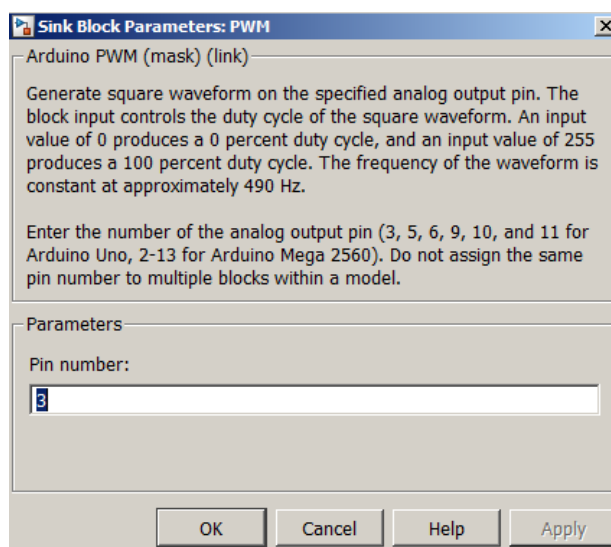 Sink Block Parameters: PWM
Arduino PWM (mask) (link)
Generate square waveform on the specified analog output pin. The
block input controls the duty cycle of the square waveform. An input
value of 0 produces a 0 percent duty cycle, and an input value of 255
produces a 100 percent duty cycle. The frequency of the waveform is
constant at approximately 490 Hz.
Enter the number of the analog output pin (3, 5, 6, 9, 10, and 11 for
Arduino Uno, 2-13 for Arduino Mega 2560). Do not assign the same
pin number to multiple blocks within a model.
Parameters
Pin number:
3
OK Cancel Help Apply